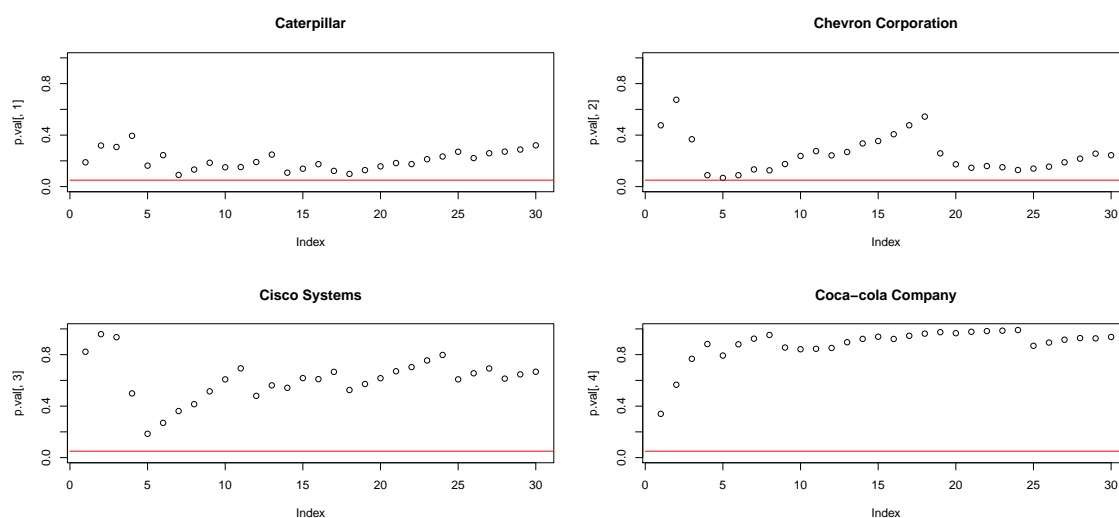 Caterpillar
p.val[, 1]
0.0 0.4 0.8
0 5 10 15 20 25 30
Index
Chevron Corporation
p.val[, 2]
0.0 0.4 0.8
0 5 10 15 20 25 30
Index
Cisco Systems
p.val[, 3]
0.0 0.4 0.8
0 5 10 15 20 25 30
Index
Coca−cola Company
p.val[, 4]
0.0 0.4 0.8
0 5 10 15 20 25 30
Index